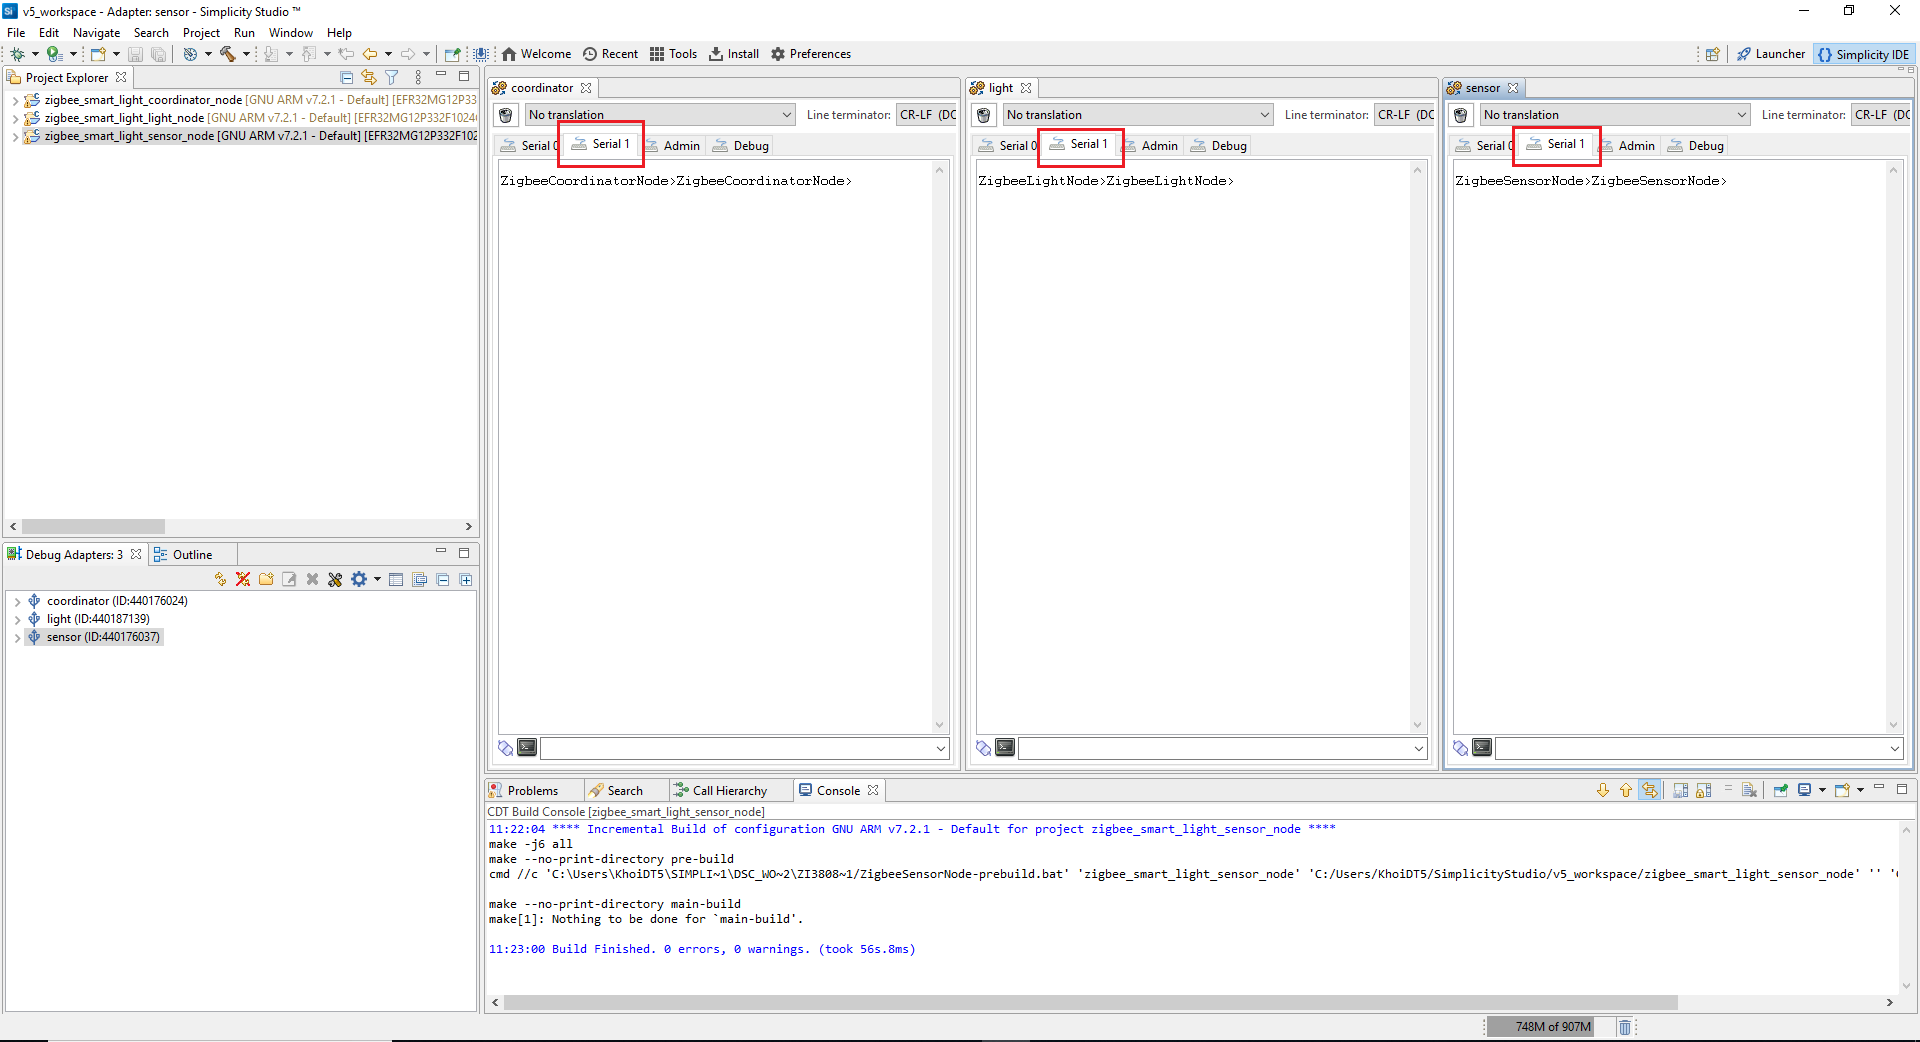 v5_workspace - Adapter: sensor - Simplicity Studio ™
File Edit Navigate Search Project Run Window Help
Welcome Recent Tools Install Preferences Launcher Simplicity IDE
Project Explorer
zigbee_smart_light_coordinator_node [GNU ARM v7.2.1 - Default] [EFR32MG12P33
zigbee_smart_light_light_node [GNU ARM v7.2.1 - Default] [EFR32MG12P332F1024
zigbee_smart_light_sensor_node [GNU ARM v7.2.1 - Default] [EFR32MG12P332F102
Debug Adapters: 3 Outline
coordinator (ID:440176024)
light (ID:440187139)
sensor (ID:440176037)
coordinator
No translation Line terminator: CR-LF (DO
Serial 0 Serial 1 Admin Debug
ZigbeeCoordinatorNode>ZigbeeCoordinatorNode>
light
No translation Line terminator: CR-LF (DO
Serial 0 Serial 1 Admin Debug
ZigbeeLightNode>ZigbeeLightNode>
sensor
No translation Line terminator: CR-LF (DO
Serial 0 Serial 1 Admin Debug
ZigbeeSensorNode>ZigbeeSensorNode>
Problems Search Call Hierarchy Console
CDT Build Console [zigbee_smart_light_sensor_node]
11:22:04 **** Incremental Build of configuration GNU ARM v7.2.1 - Default for project zigbee_smart_light_sensor_node ****
make -j6 all
make --no-print-directory pre-build
cmd //c 'C:\Users\KhoiDT5\SIMPLI~1\DSC_WO~2\ZI3808~1/ZigbeeSensorNode-prebuild.bat' 'zigbee_smart_light_sensor_node' 'C:/Users/KhoiDT5/SimplicityStudio/v5_workspace/zigbee_smart_light_sensor_node' '' '
make --no-print-directory main-build
make[1]: Nothing to be done for `main-build'.
11:23:00 Build Finished. 0 errors, 0 warnings. (took 56s.8ms)
748M of 907M